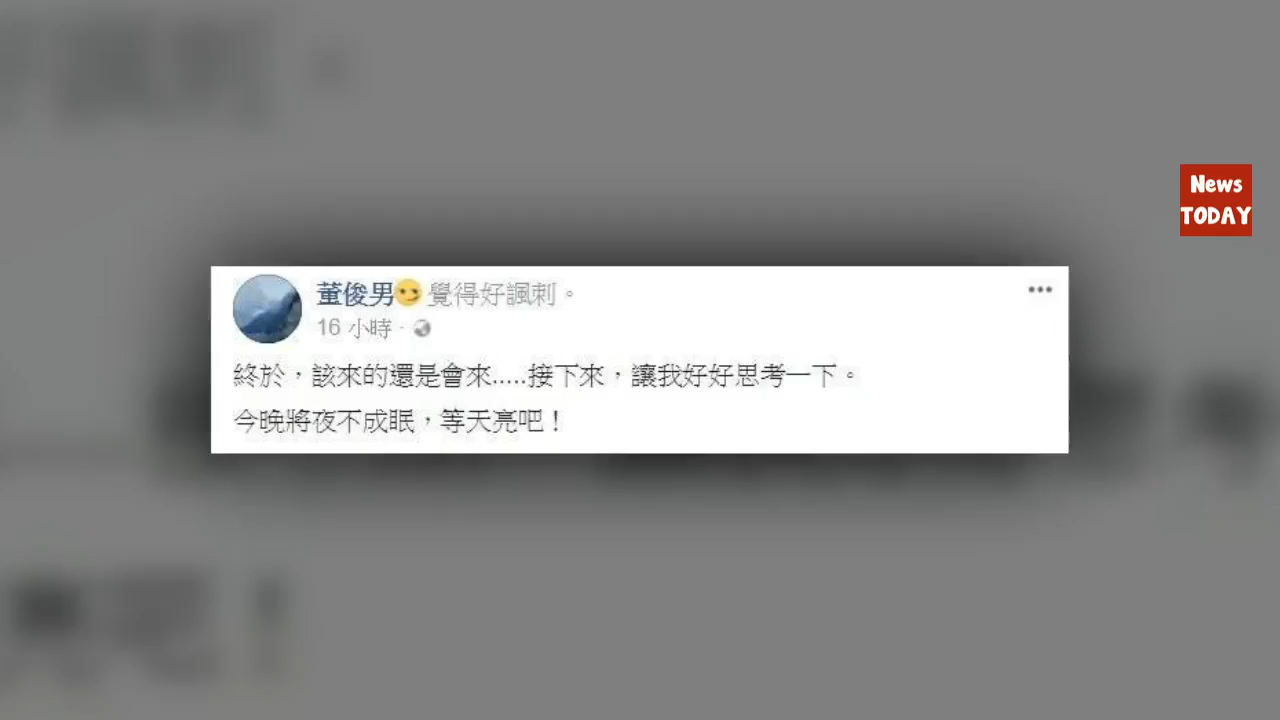 News
TODAY
董俊男😏 覺得好諷刺。
16 小時 ·
終於，該來的還是會來.....接下來，讓我好好思考一下。
今晚將夜不成眠，等天亮吧！